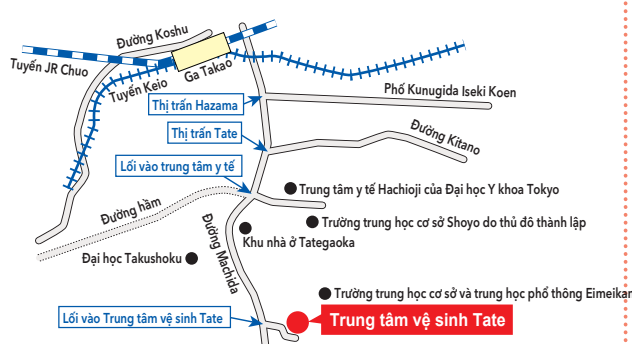 Đường Koshu
Tuyến JR Chuo
Ga Takao
Tuyến Keio
Thị trấn Hazama
Phố Kunugida Iseki Koen
Thị trấn Tate
Đường Kitano
Lối vào trung tâm y tế
Trung tâm y tế Hachioji của Đại học Y khoa Tokyo
Đường hầm
Trường trung học cơ sở Shoyo do thủ đô thành lập
Đường Machida
Khu nhà ở Tategaoka
Đại học Takushoku
Trường trung học cơ sở và trung học phổ thông Eimeikan
Lối vào Trung tâm vệ sinh Tate
Trung tâm vệ sinh Tate